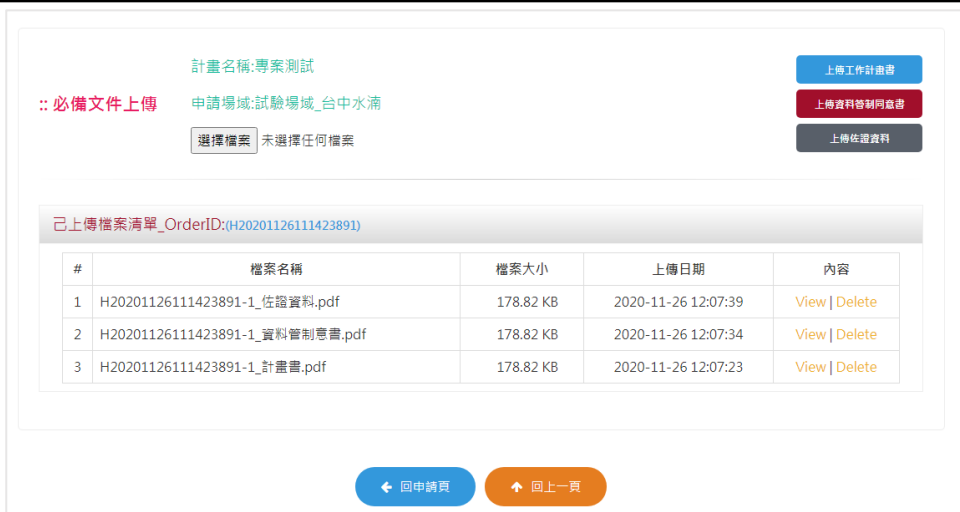 計畫名稱:專案測試
:: 必備文件上傳
申請場域:試驗場域_台中水湳
選擇檔案 未選擇任何檔案
上傳工作計畫書
上傳資料管制同意書
上傳佐證資料
己上傳檔案清單_OrderID:(H20201126111423891)
# 檔案名稱 檔案大小 上傳日期 內容
1 H20201126111423891-1_佐證資料.pdf 178.82 KB 2020-11-26 12:07:39 View | Delete
2 H20201126111423891-1_資料管制意書.pdf 178.82 KB 2020-11-26 12:07:34 View | Delete
3 H20201126111423891-1_計畫書.pdf 178.82 KB 2020-11-26 12:07:23 View | Delete
回申請頁
回上一頁